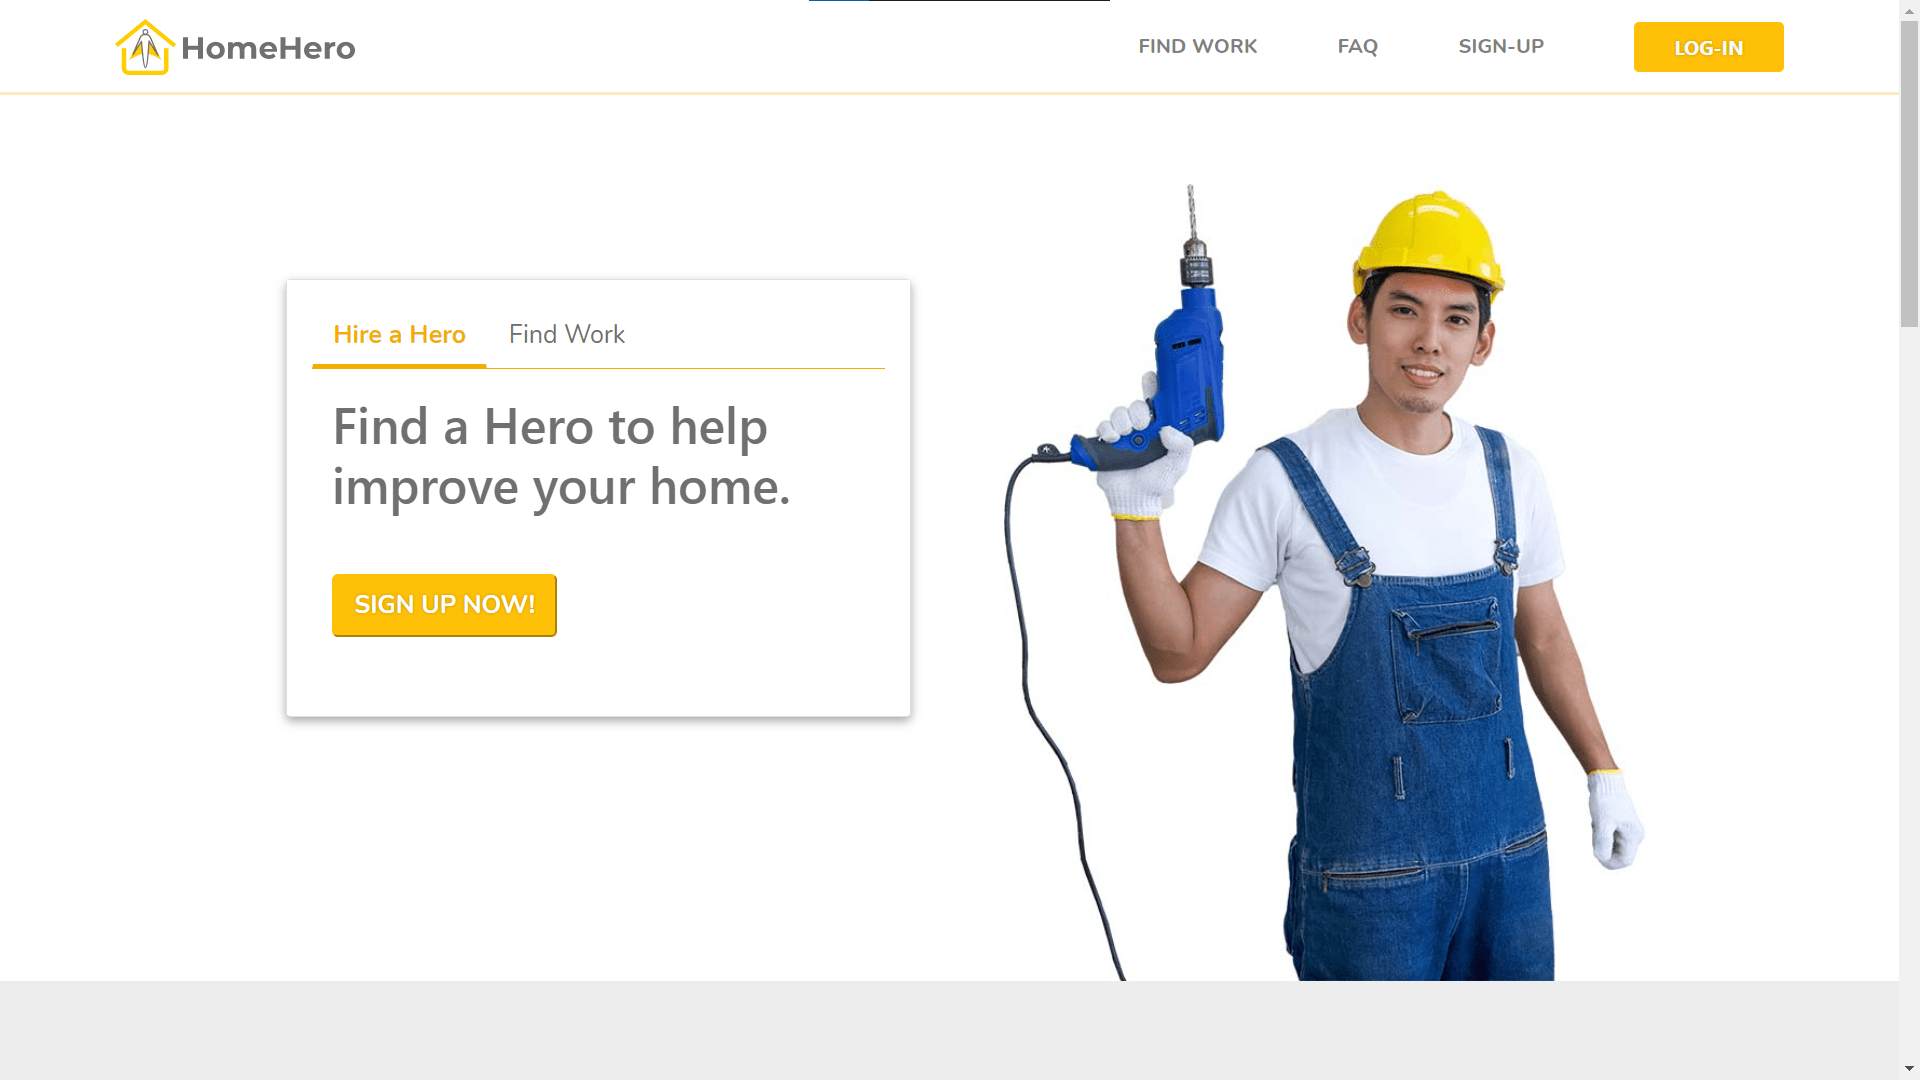 HomeHero
FIND WORK
FAQ
SIGN-UP
LOG-IN
Hire a Hero
Find Work
Find a Hero to help
improve your home.
SIGN UP NOW!